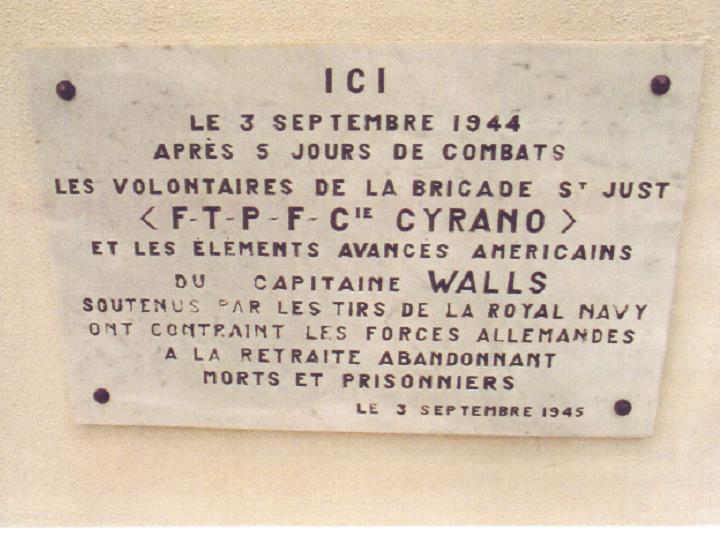 ICI
LE 3 SEPTEMBRE 1944
APRÈS 5 JOURS DE COMBATS
LES VOLONTAIRES DE LA BRIGADE ST JUST
< F-T-P-F- CIE CYRANO >
ET LES ÉLÉMENTS AVANCÉS AMÉRICAINS
DU CAPITAINE WALLS
SOUTENUS PAR LES TIRS DE LA ROYAL NAVY
ONT CONTRAINT LES FORCES ALLEMANDES
A LA RETRAITE ABANDONNANT
MORTS ET PRISONNIERS
LE 3 SEPTEMBRE 1945